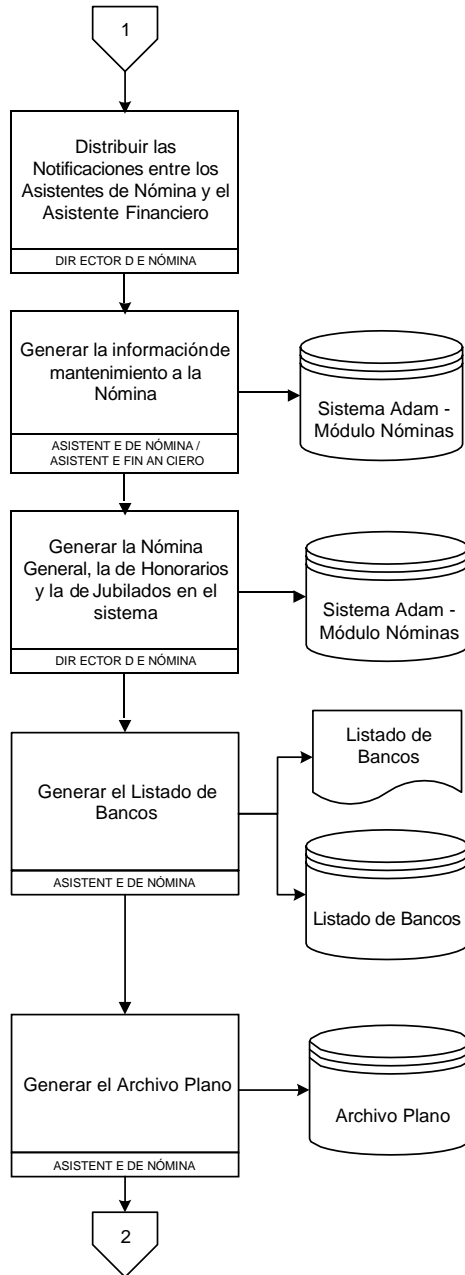 1
Distribuir las
Notificaciones entre los
Asistentes de Nómina y el
Asistente Financiero
DIR ECTOR D E NÓMINA
Generar la información de
mantenimiento a la
Nómina
ASISTENT E DE NÓMINA /
ASISTENT E FIN AN CIERO
Sistema Adam -
Módulo Nóminas
Generar la Nómina
General, la de Honorarios
y la de Jubilados en el
sistema
DIR ECTOR D E NÓMINA
Sistema Adam -
Módulo Nóminas
Generar el Listado de
Bancos
ASISTENT E DE NÓMINA
Listado de
Bancos
Listado de Bancos
Generar el Archivo Plano
ASISTENT E DE NÓMINA
Archivo Plano
2